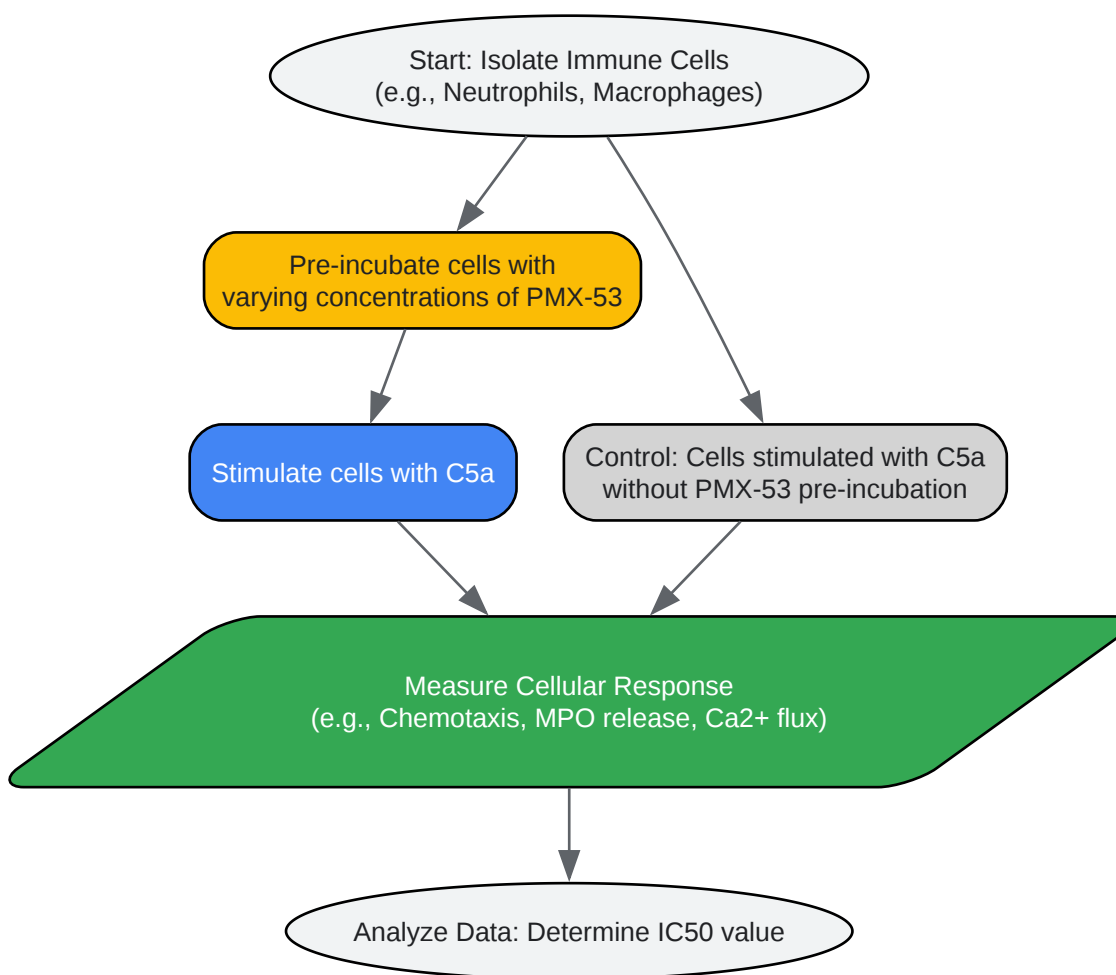 Start: Isolate Immune Cells
(e.g., Neutrophils, Macrophages)
Pre-incubate cells with
varying concentrations of PMX-53
Stimulate cells with C5a
Control: Cells stimulated with C5a
without PMX-53 pre-incubation
Measure Cellular Response
(e.g., Chemotaxis, MPO release, Ca2+ flux)
Analyze Data: Determine IC50 value